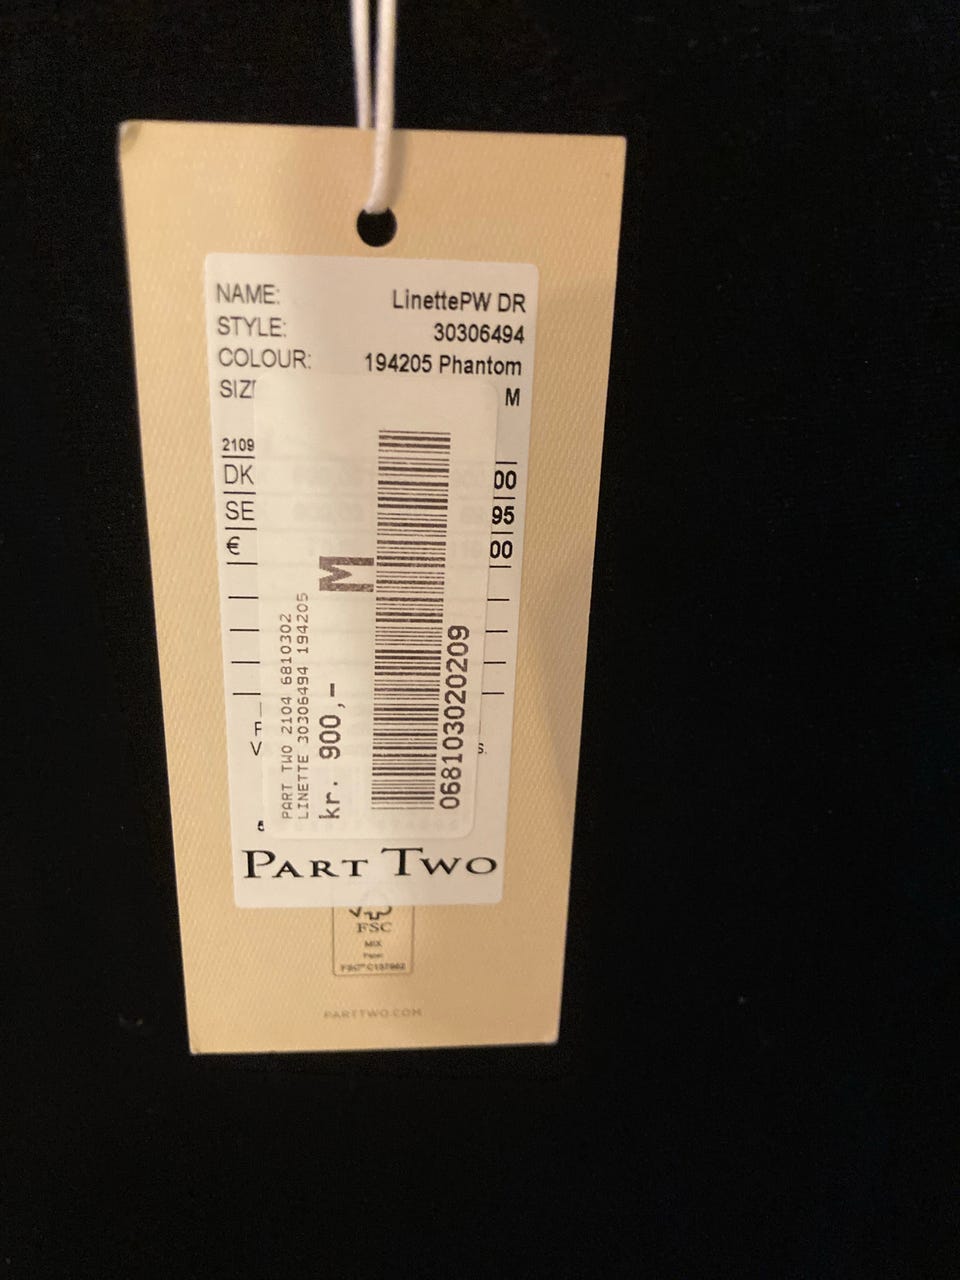 NAME: LinettePW DR
STYLE: 30306494
COLOUR: 194205 Phantom
M
2109
DK 00
SE 95
€ 00
PART TWO 2104 6810302
LINETTE 30306494 194205
kr. 900,-
M
06810302O209
PART TWO
FSC
MIX
Paper
PARTTWO.COM